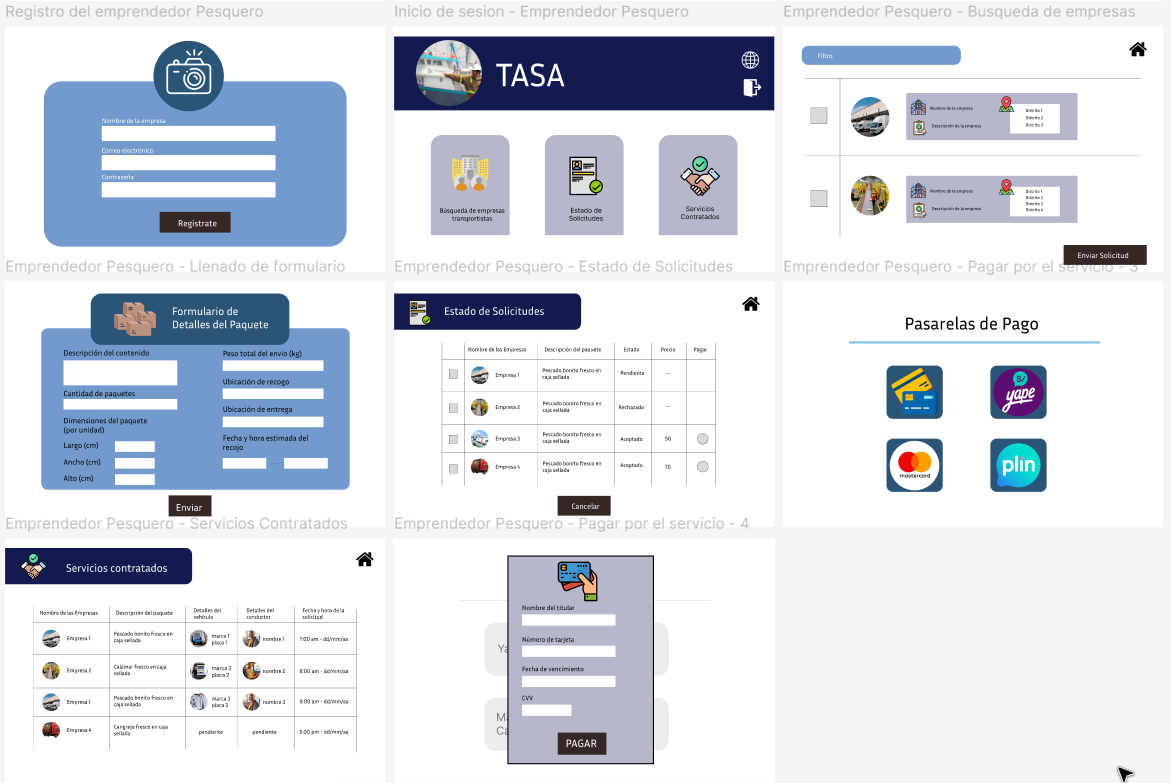 Registro del emprendedor Pesquero
Nombre de la empresa
Correo electrónico
Contraseña
Registrate
Inicio de sesion - Emprendedor Pesquero
TASA
Búsqueda de empresas
transportistas
Estado de
Solicitudes
Servicios
Contratados
Emprendedor Pesquero - Busqueda de empresas
Filtro
Nombre de la empresa
Descripción de la empresa
Distrito 1
Distrito 2
Distrito 3
Nombre de la empresa
Descripción de la empresa
Distrito 1
Distrito 2
Distrito 3
Distrito 4
Enviar Solicitud
Emprendedor Pesquero - Llenado de formulario
Formulario de
Detalles del Paquete
Descripción del contenido
Cantidad de paquetes
Dimensiones del paquete
(por unidad)
Largo (cm)
Ancho (cm)
Alto (cm)
Peso total del envío (kg)
Ubicación de recogo
Ubicación de entrega
Fecha y hora estimada del
recojo
Enviar
Emprendedor Pesquero - Estado de Solicitudes
Estado de Solicitudes
Nombre de las Empresas Descripción del paquete Estado Precio Pagar
Empresa 1 Pescado bonito fresco en
caja sellada Pendiente --
Empresa 2 Pescado bonito fresco en
caja sellada Rechazado --
Empresa 3 Pescado bonito fresco en
caja sellada Aceptado 50
Empresa 4 Pescado bonito fresco en
caja sellada Aceptado 70
Cancelar
Emprendedor Pesquero - Pagar por el servicio - 3
Pasarelas de Pago
S/
yape
mastercard
plin
Emprendedor Pesquero - Servicios Contratados
Servicios contratados
Nombre de las Empresas Descripción del paquete Detalles del
vehículo Detalles del
conductor Fecha y hora de la
solicitud
Empresa 1 Pescado bonito fresco en
caja sellada marca 1
placa 1 nombre 1 7:00 am - dd/mm/aa
Empresa 2 Calamar fresco en caja
sellada marca 2
placa 2 nombre 2 8:00 am - dd/mm/aa
Empresa 1 Pescado bonito fresco en
caja sellada marca 3
placa 3 nombre 3 9:00 am - dd/mm/aa
Empresa 4 Cangrejo fresco en caja
sellada pendiente pendiente 5:00 pm - dd/mm/aa
Emprendedor Pesquero - Pagar por el servicio - 4
Ya
Ma
Ca
Nombre del titular
Número de tarjeta
Fecha de vencimiento
CVV
PAGAR